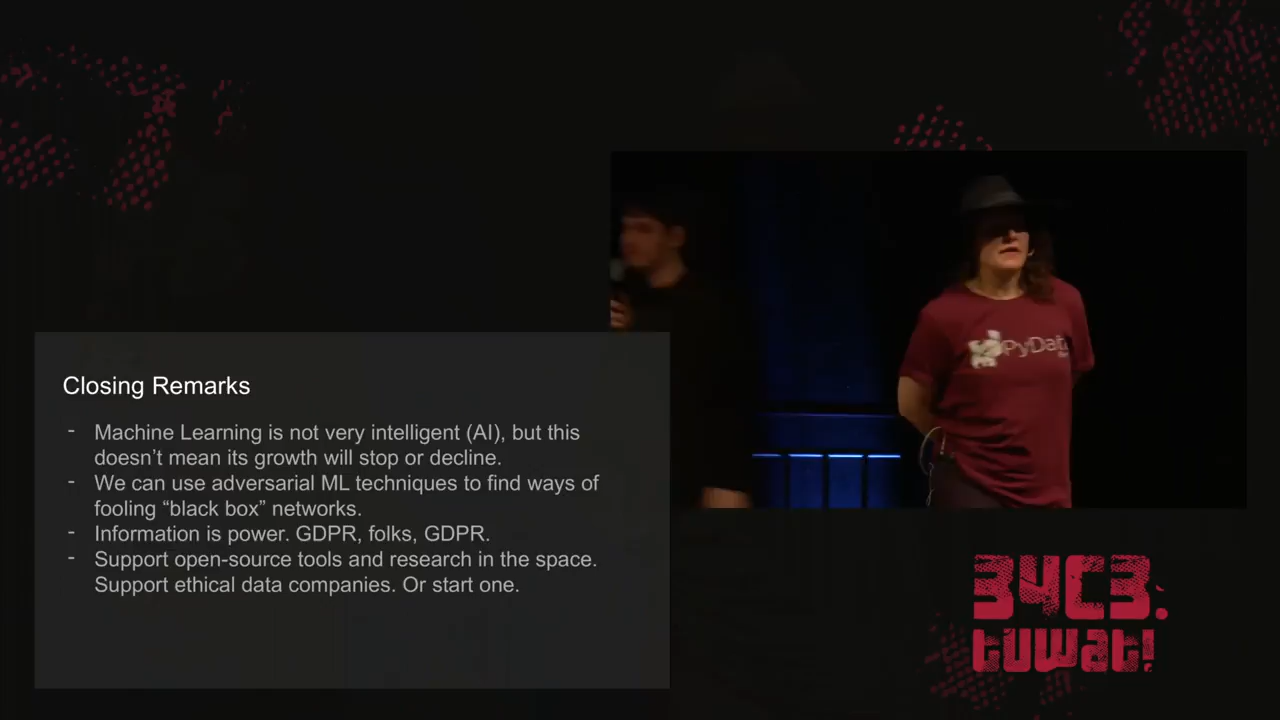 Closing Remarks
- Machine Learning is not very intelligent (AI), but this
doesn’t mean its growth will stop or decline.
- We can use adversarial ML techniques to find ways of
fooling “black box” networks.
- Information is power. GDPR, folks, GDPR.
- Support open-source tools and research in the space.
Support ethical data companies. Or start one.
PyData
34C3.
tuwat!